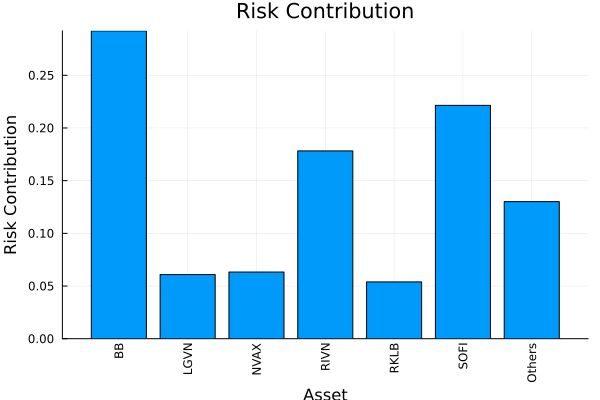 Risk Contribution
Risk Contribution
0.25
0.20
0.15
0.10
0.05
0.00
BB
LGVN
NVAX
RIVN
RKLB
SOFI
Others
Asset